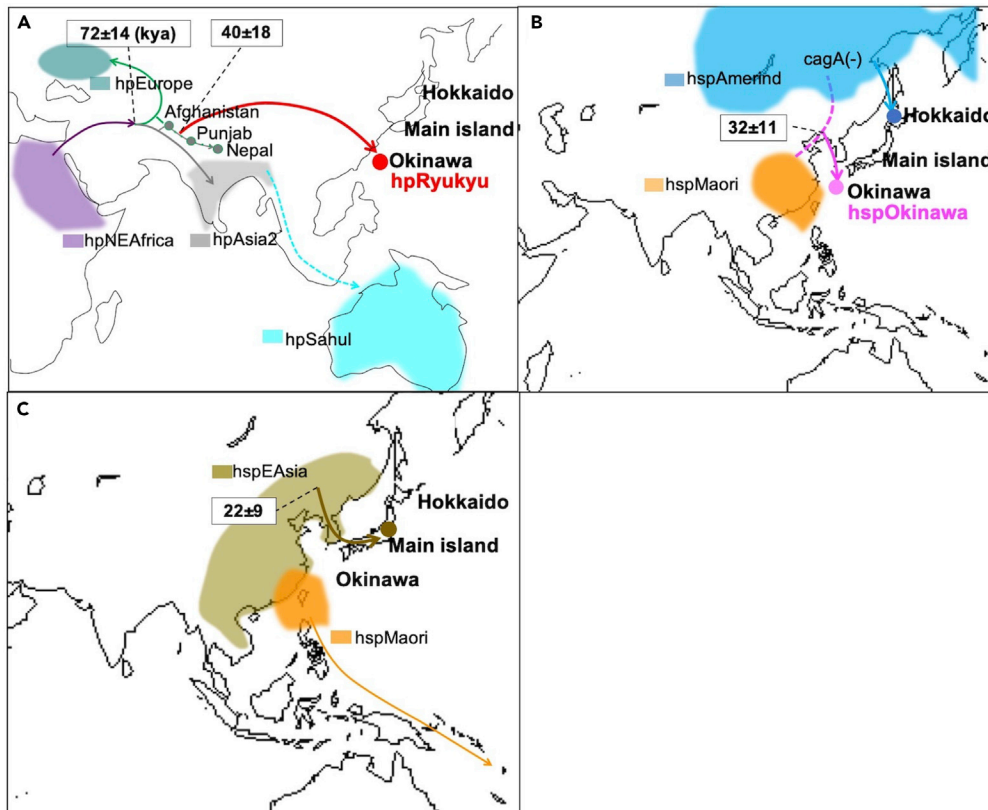 A
72±14 (kya)
40±18
hpEurope
Afghanistan
Punjab
Nepal
Hokkaido
Main island
Okinawa
hpRyukyu
hpNEAfrica
hpAsia2
hpSahul
B
cagA(-)
hspAmerind
Hokkaido
32±11
Main island
hspMaori
Okinawa
hspOkinawa
C
hspEAsia
22±9
Hokkaido
Main island
Okinawa
hspMaori